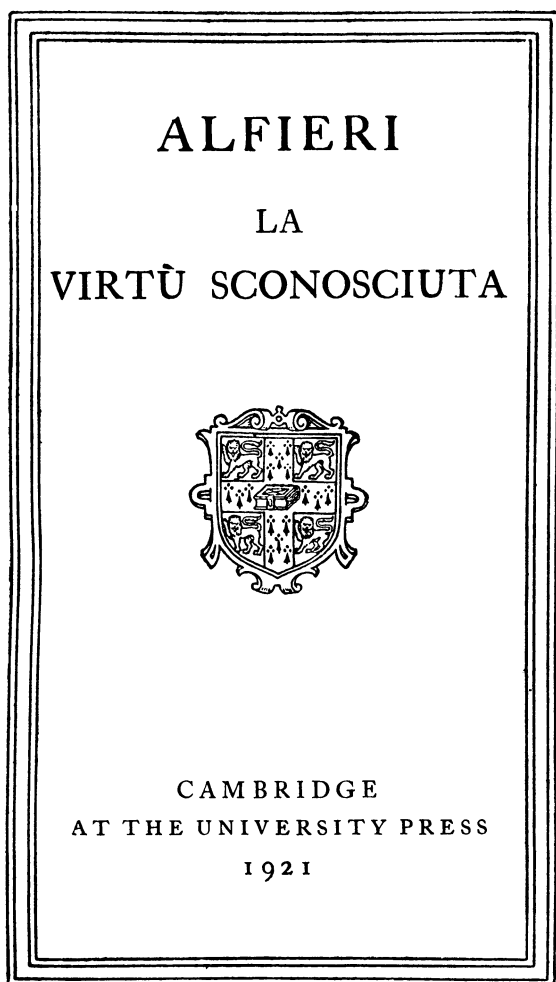 ALFIERI
LA
VIRTÙ SCONOSCIUTA
CAMBRIDGE
AT THE UNIVERSITY PRESS
1921